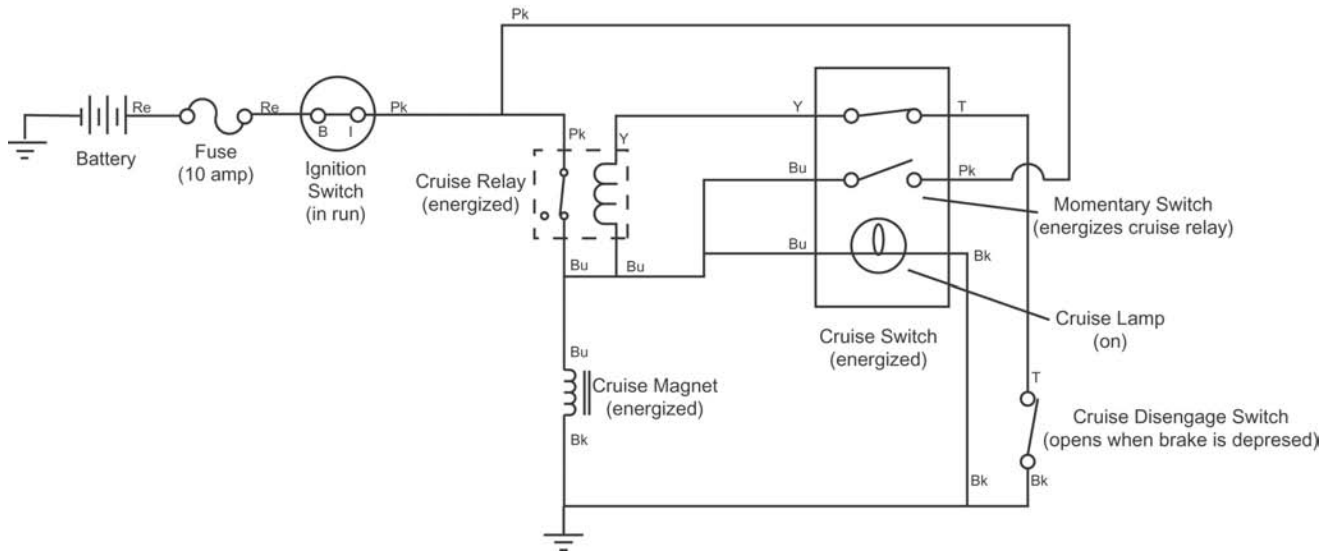 Pk
Re
Re
B
I
Pk
Battery
Fuse
(10 amp)
Ignition
Switch
(in run)
Pk
Y
Cruise Relay
(energized)
Bu
Bu
Y
T
Bu
Pk
Momentary Switch
(energizes cruise relay)
Bu
Bk
Cruise Lamp
(on)
Cruise Switch
(energized)
Bu
Cruise Magnet
(energized)
Bk
T
Cruise Disengage Switch
(opens when brake is depresed)
Bk
Bk